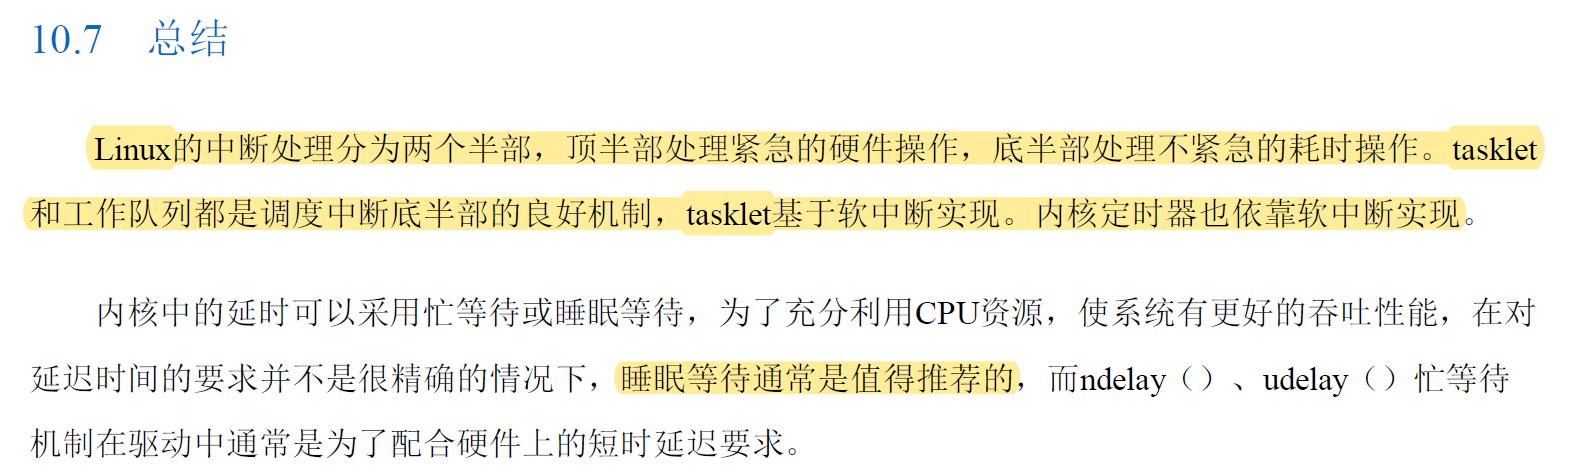 10.7 总结
Linux的中断处理分为两个半部，顶半部处理紧急的硬件操作，底半部处理不紧急的耗时操作。tasklet
和工作队列都是调度中断底半部的良好机制，tasklet基于软中断实现。内核定时器也依靠软中断实现。
内核中的延时可以采用忙等待或睡眠等待，为了充分利用CPU资源，使系统有更好的吞吐性能，在对
延迟时间的要求并不是很精确的情况下，睡眠等待通常是值得推荐的，而ndelay（）、udelay（）忙等待
机制在驱动中通常是为了配合硬件上的短时延迟要求。